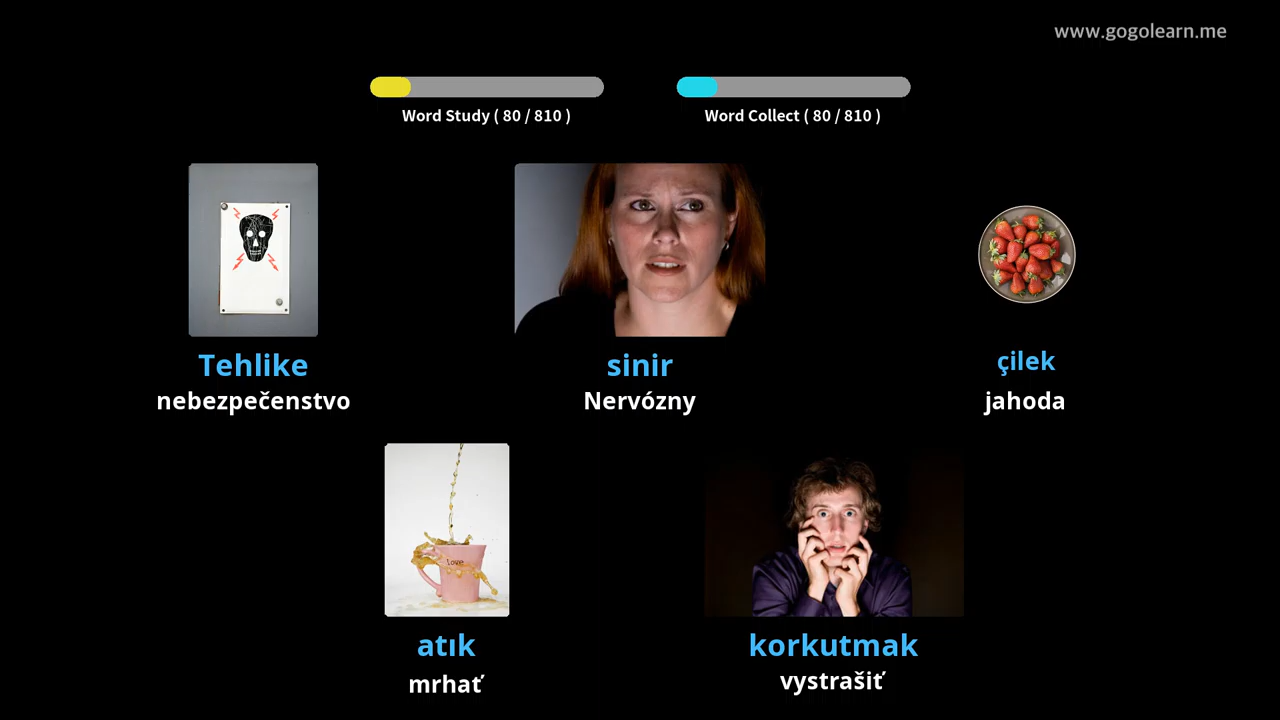 www.gogolearn.me
Word Study ( 80 / 810 )
Word Collect ( 80 / 810 )
Tehlike
nebezpečenstvo
sinir
Nervózny
çilek
jahoda
Love
atık
mrhať
korkutmak
vystrašiť